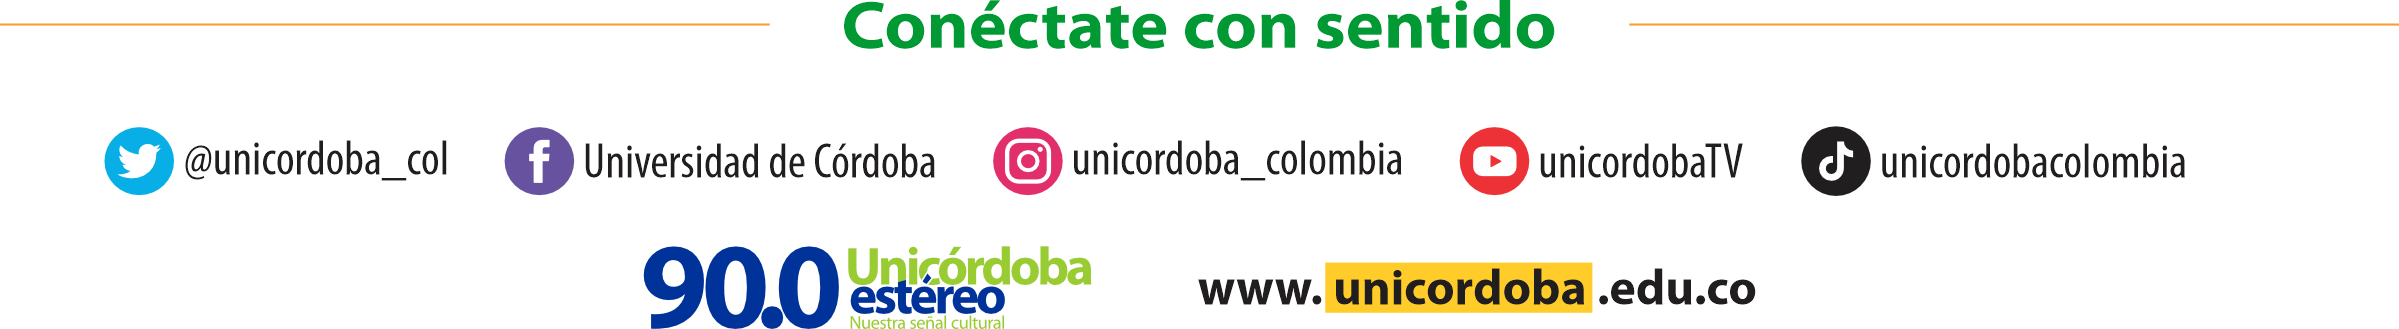 Conéctate con sentido
@unicordoba_col Universidad de Córdoba unicordoba_colombia unicordobaTV unicordobacolombia
90.0 Unicórdoba
estéreo
Nuestra señal cultural
www.unicordoba.edu.co